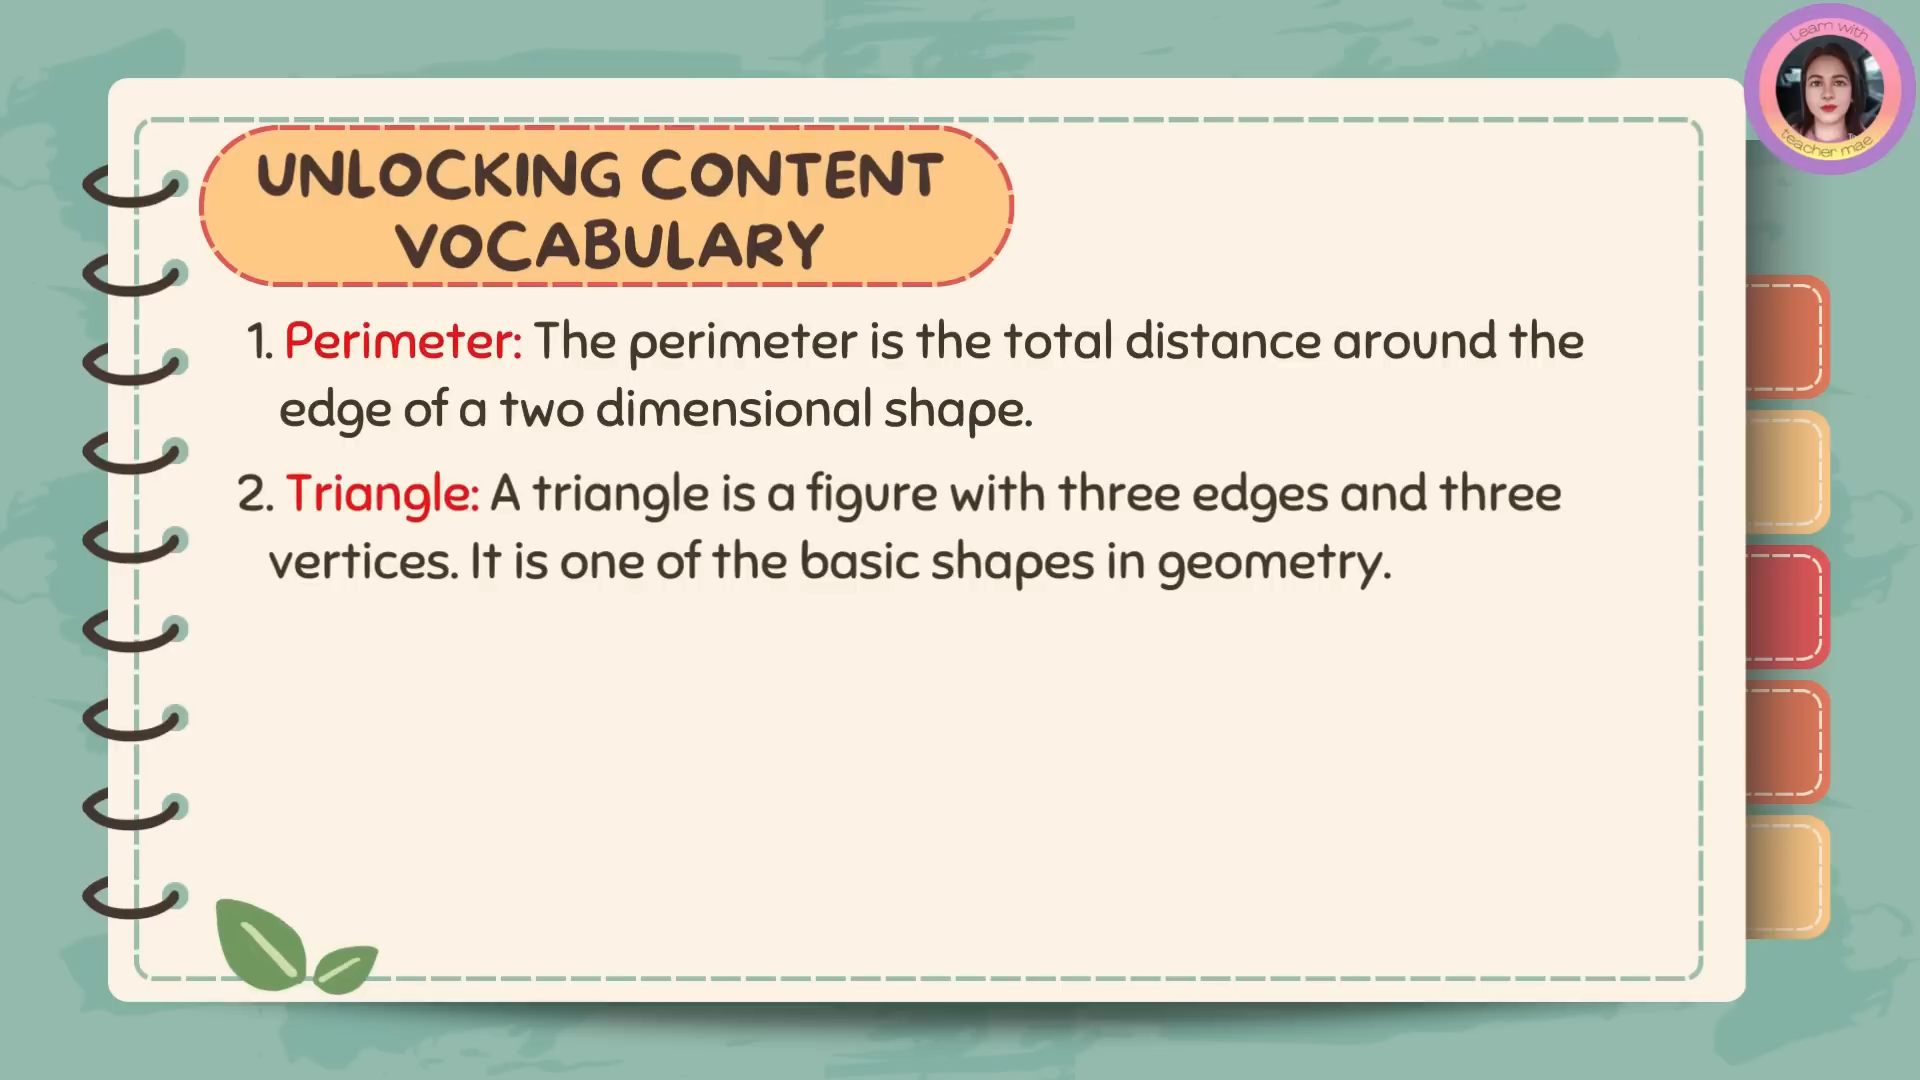 Learn with
teacher mae
UNLOCKING CONTENT
VOCABULARY
1. Perimeter: The perimeter is the total distance around the
edge of a two dimensional shape.
2. Triangle: A triangle is a figure with three edges and three
vertices. It is one of the basic shapes in geometry.